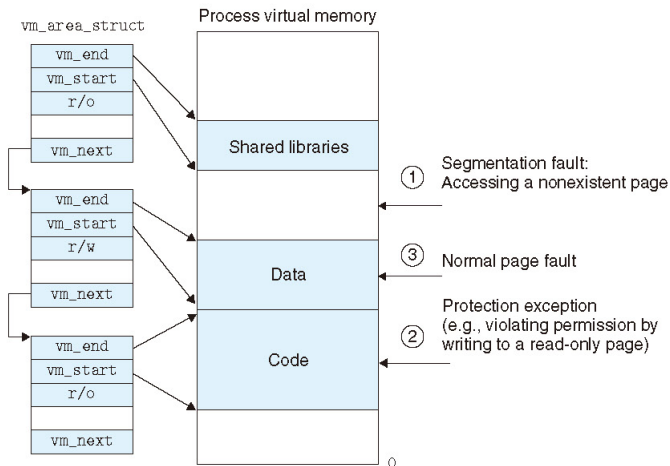 Process virtual memory
vm_area_struct
vm_end
vm_start
r/o
vm_next
vm_end
vm_start
r/w
vm_next
vm_end
vm_start
r/o
vm_next
Shared libraries
Data
Code
0
① Segmentation fault:
Accessing a nonexistent page
③ Normal page fault
② Protection exception
(e.g., violating permission by
writing to a read-only page)